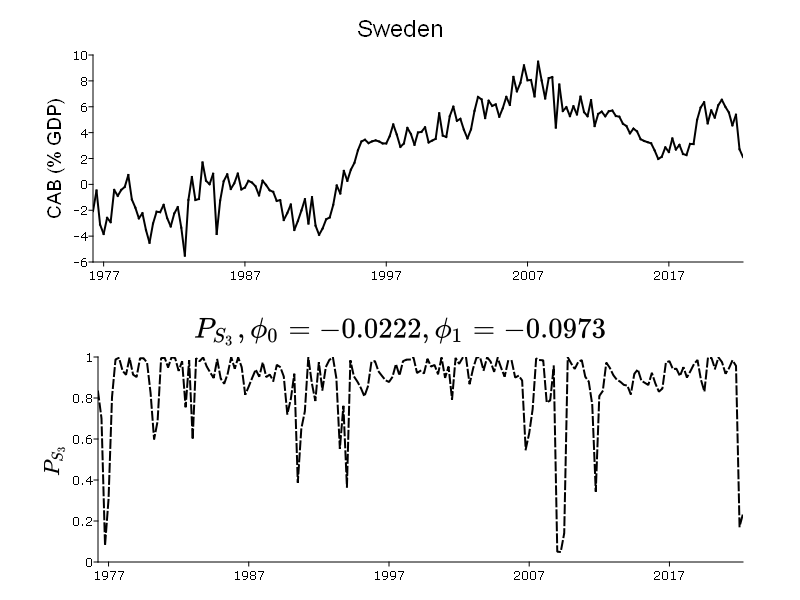 Sweden
CAB (% GDP)
10
8
6
4
2
0
−2
−4
−6
1977 1987 1997 2007 2017
P_{S_3}, ϕ_0 = −0.0222, ϕ_1 = −0.0973
P_{S_3}
1
0.8
0.6
0.4
0.2
0
1977 1987 1997 2007 2017